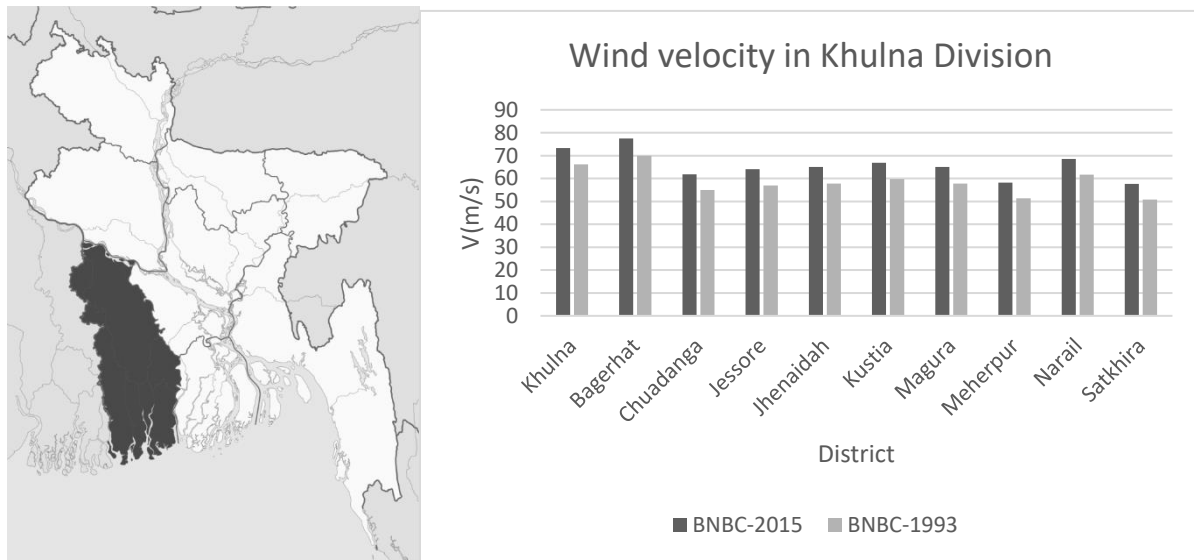 Wind velocity in Khulna Division
V(m/s)
90
80
70
60
50
40
30
20
10
0
Khulna
Bagerhat
Chuadanga
Jessore
Jhenaidah
Kustia
Magura
Meherpur
Narail
Satkhira
District
BNBC-2015 BNBC-1993